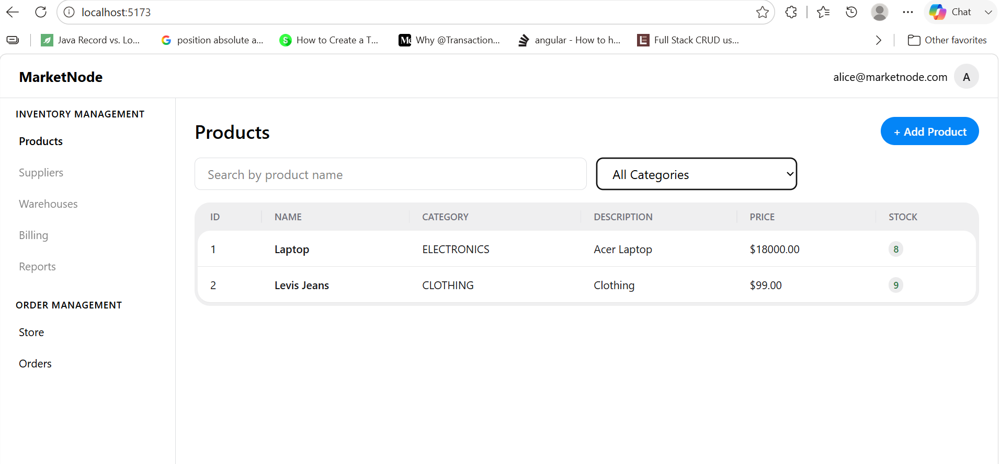 localhost:5173
Chat
Java Record vs. Lo...
position absolute a...
How to Create a T...
Why @Transaction...
angular - How to h...
Full Stack CRUD us...
Other favorites
MarketNode
alice@marketnode.com A
INVENTORY MANAGEMENT
Products
Suppliers
Warehouses
Billing
Reports
ORDER MANAGEMENT
Store
Orders
Products
+ Add Product
Search by product name
All Categories
ID NAME CATEGORY DESCRIPTION PRICE STOCK
1 Laptop ELECTRONICS Acer Laptop $18000.00 8
2 Levis Jeans CLOTHING Clothing $99.00 9